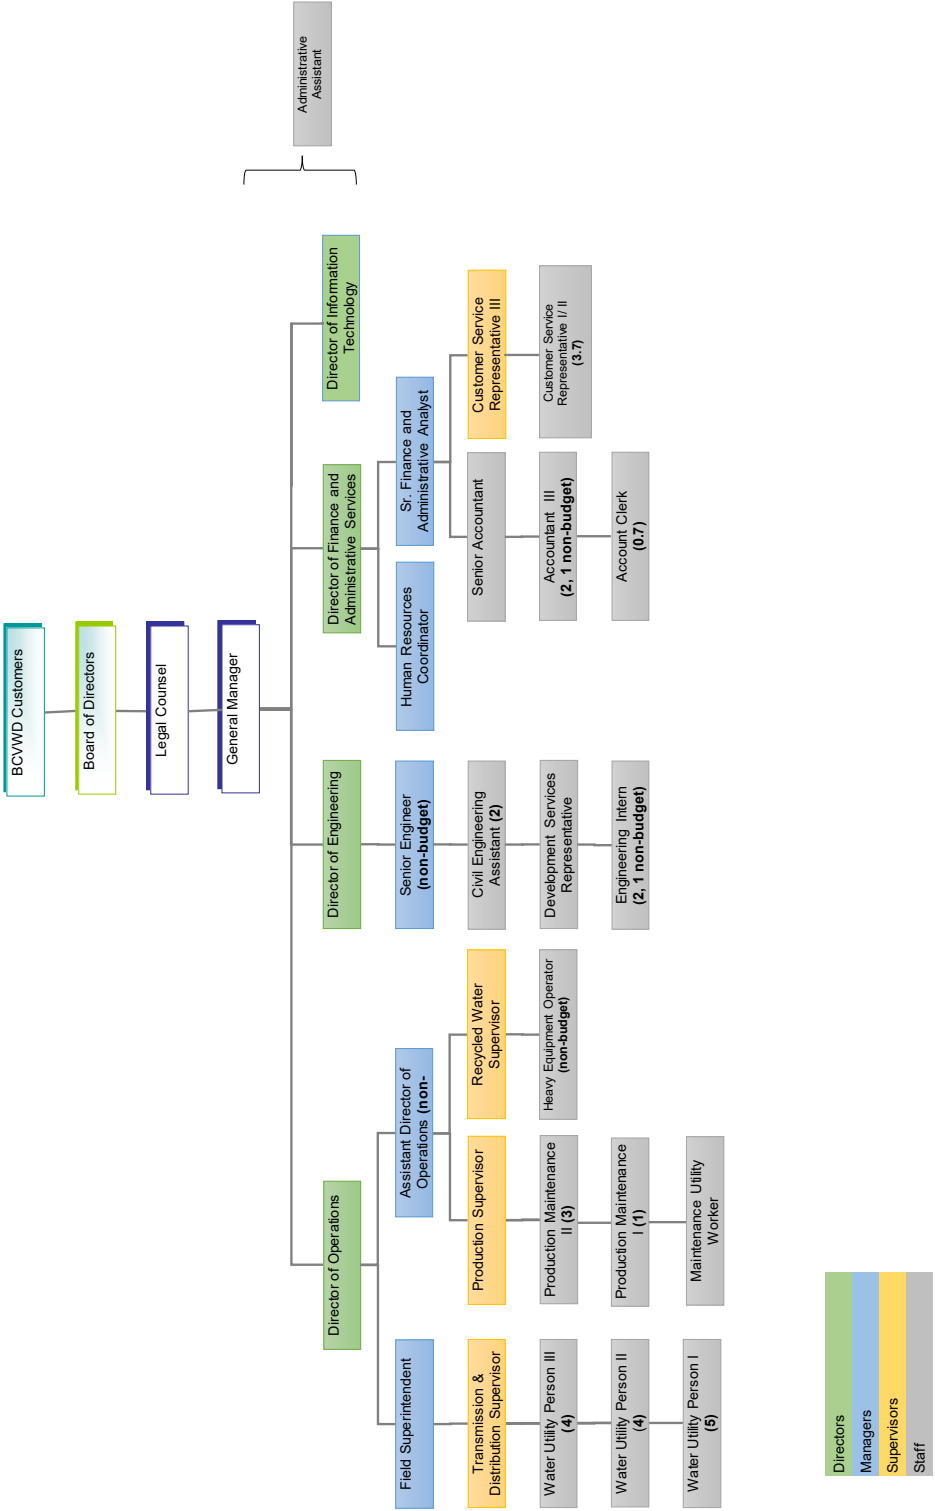 BCVWD Customers
Board of Directors
Legal Counsel
General Manager
Administrative
Assistant
Director of Operations
Director of Engineering
Director of Finance and
Administrative Services
Director of Information
Technology
Field Superintendent
Assistant Director of
Operations (non-
Senior Engineer
(non-budget)
Human Resources
Coordinator
Sr. Finance and
Administrative Analyst
Transmission &
Distribution Supervisor
Production Supervisor
Recycled Water
Supervisor
Civil Engineering
Assistant (2)
Senior Accountant
Customer Service
Representative III
Water Utility Person III
(4)
Production Maintenance
II (3)
Heavy Equipment Operator
(non-budget)
Development Services
Representative
Accountant III
(2, 1 non-budget)
Customer Service
Representative I/ II
(3.7)
Water Utility Person II
(4)
Production Maintenance
I (1)
Engineering Intern
(2, 1 non-budget)
Account Clerk
(0.7)
Water Utility Person I
(5)
Maintenance Utility
Worker
Directors
Managers
Supervisors
Staff